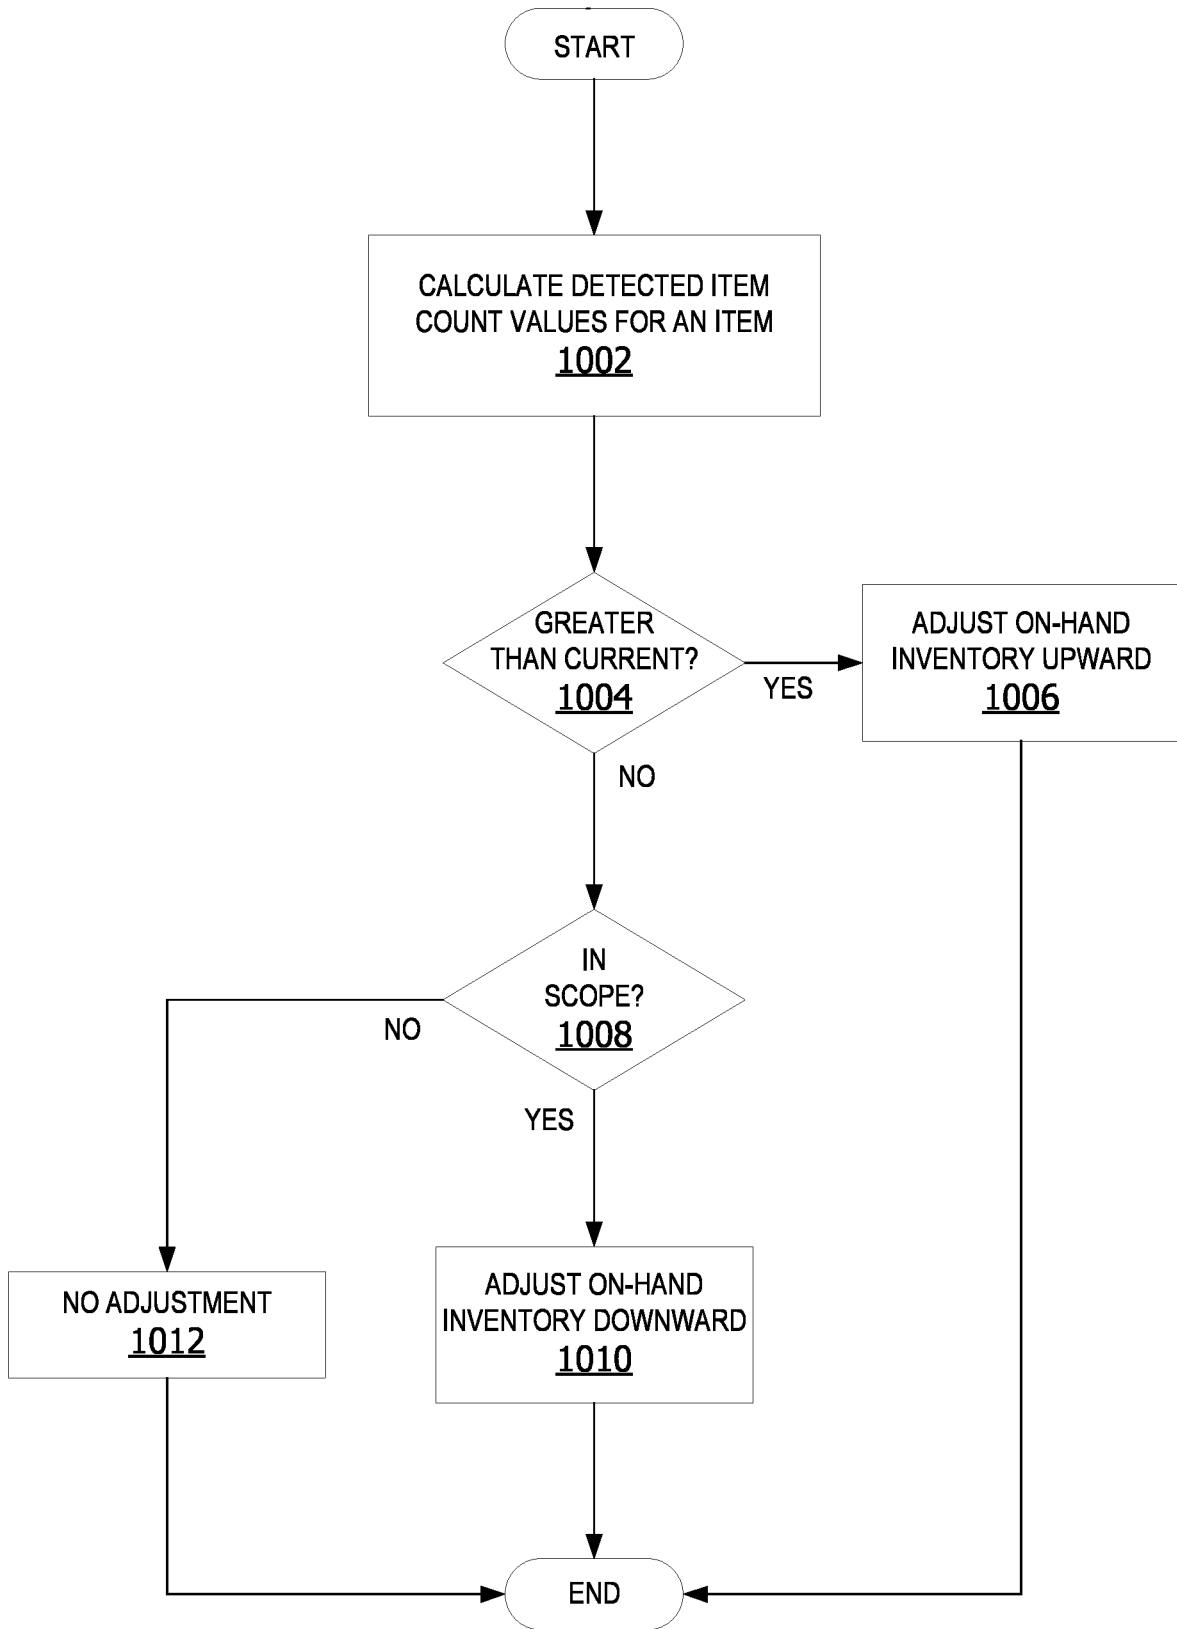 START
CALCULATE DETECTED ITEM
COUNT VALUES FOR AN ITEM
1002
GREATER
THAN CURRENT?
1004
YES
ADJUST ON-HAND
INVENTORY UPWARD
1006
NO
IN
SCOPE?
1008
NO
YES
NO ADJUSTMENT
1012
ADJUST ON-HAND
INVENTORY DOWNWARD
1010
END